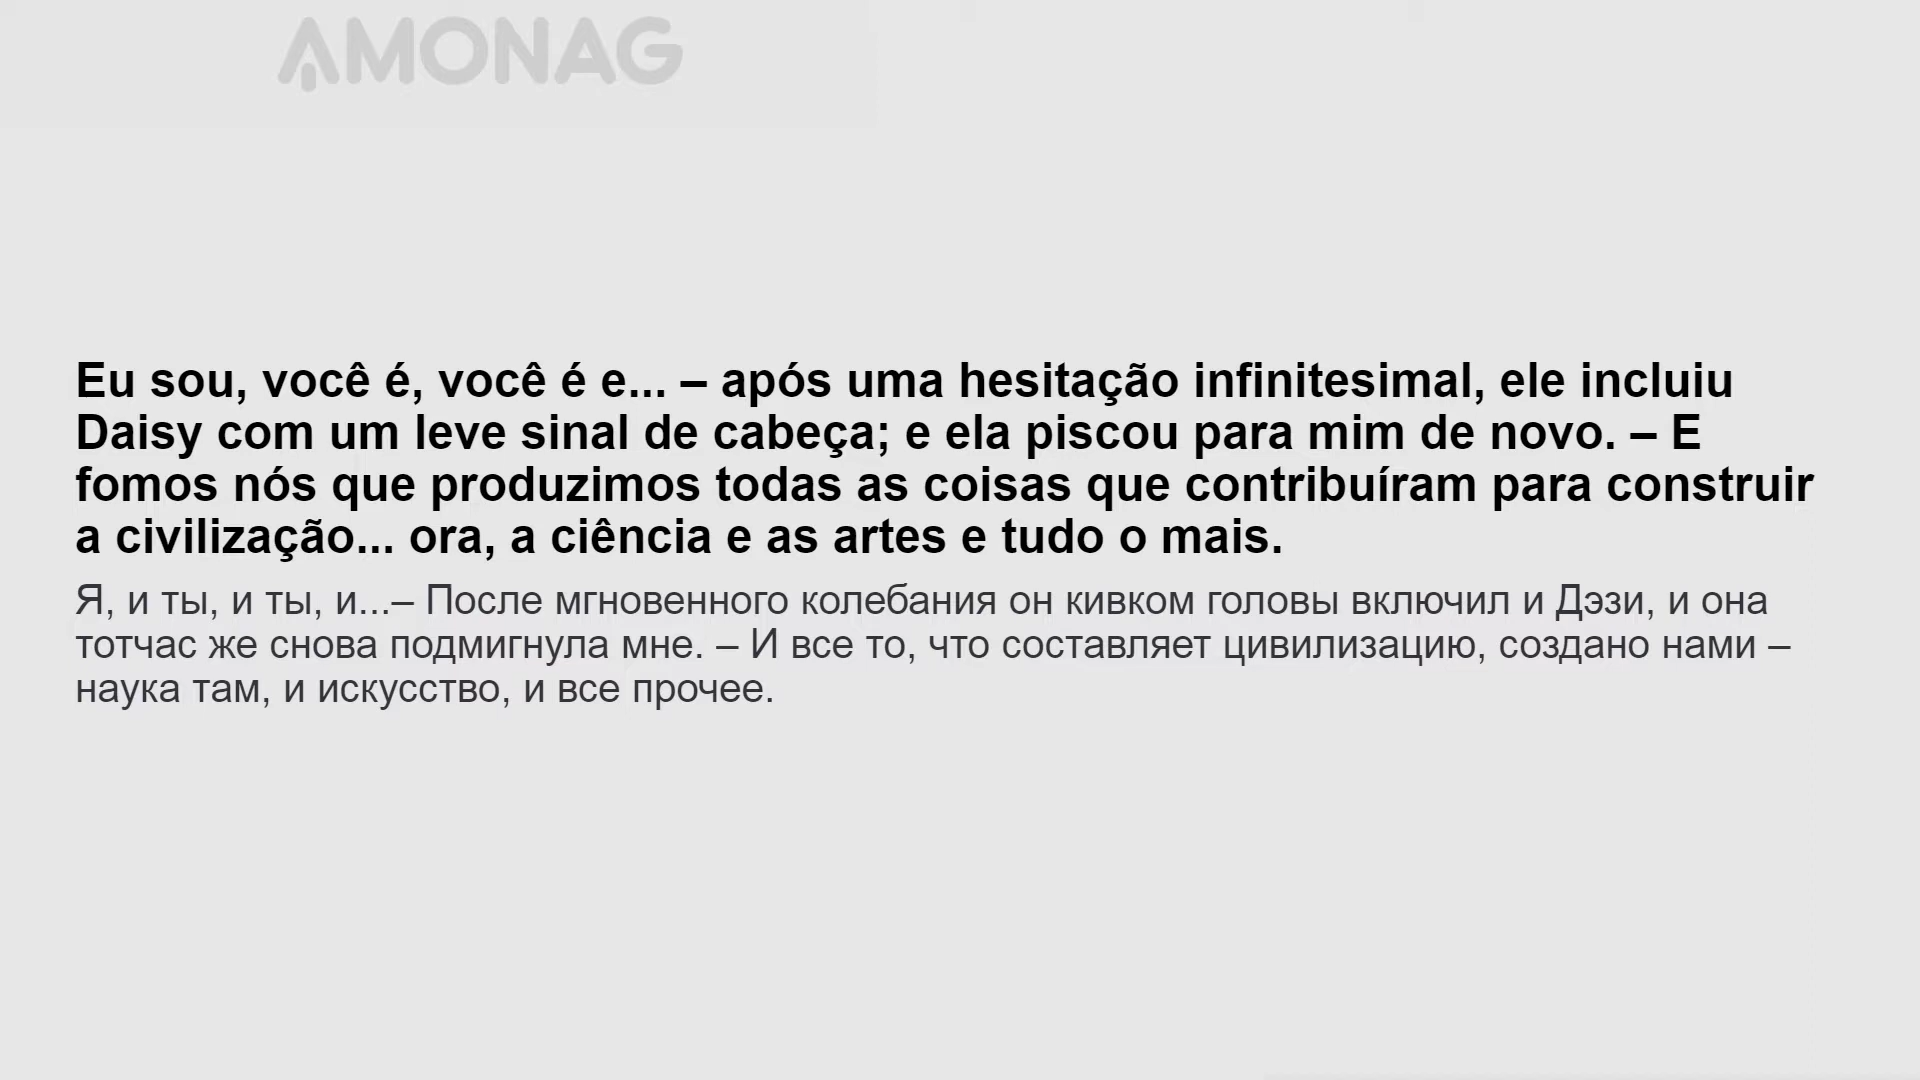 AMONAG
Eu sou, você é, você é e... – após uma hesitação infinitesimal, ele incluiu
Daisy com um leve sinal de cabeça; e ela piscou para mim de novo. – E
fomos nós que produzimos todas as coisas que contribuíram para construir
a civilização... ora, a ciência e as artes e tudo o mais.
Я, и ты, и ты, и...– После мгновенного колебания он кивком головы включил и Дэзи, и она
тотчас же снова подмигнула мне. – И все то, что составляет цивилизацию, создано нами –
наука там, и искусство, и все прочее.